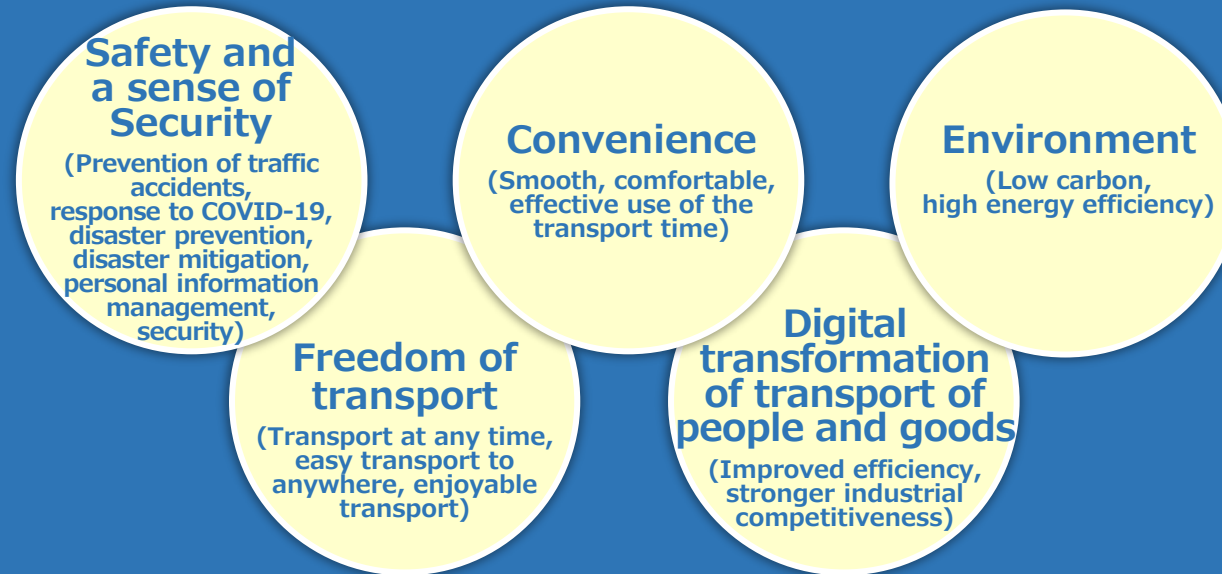 Safety and
a sense of
Security
(Prevention of traffic
accidents,
response to COVID-19,
disaster prevention,
disaster mitigation,
personal information
management,
security)
Freedom of
transport
(Transport at any time,
easy transport to
anywhere, enjoyable
transport)
Convenience
(Smooth, comfortable,
effective use of the
transport time)
Digital
transformation
of transport of
people and goods
(Improved efficiency,
stronger industrial
competitiveness)
Environment
(Low carbon,
high energy efficiency)